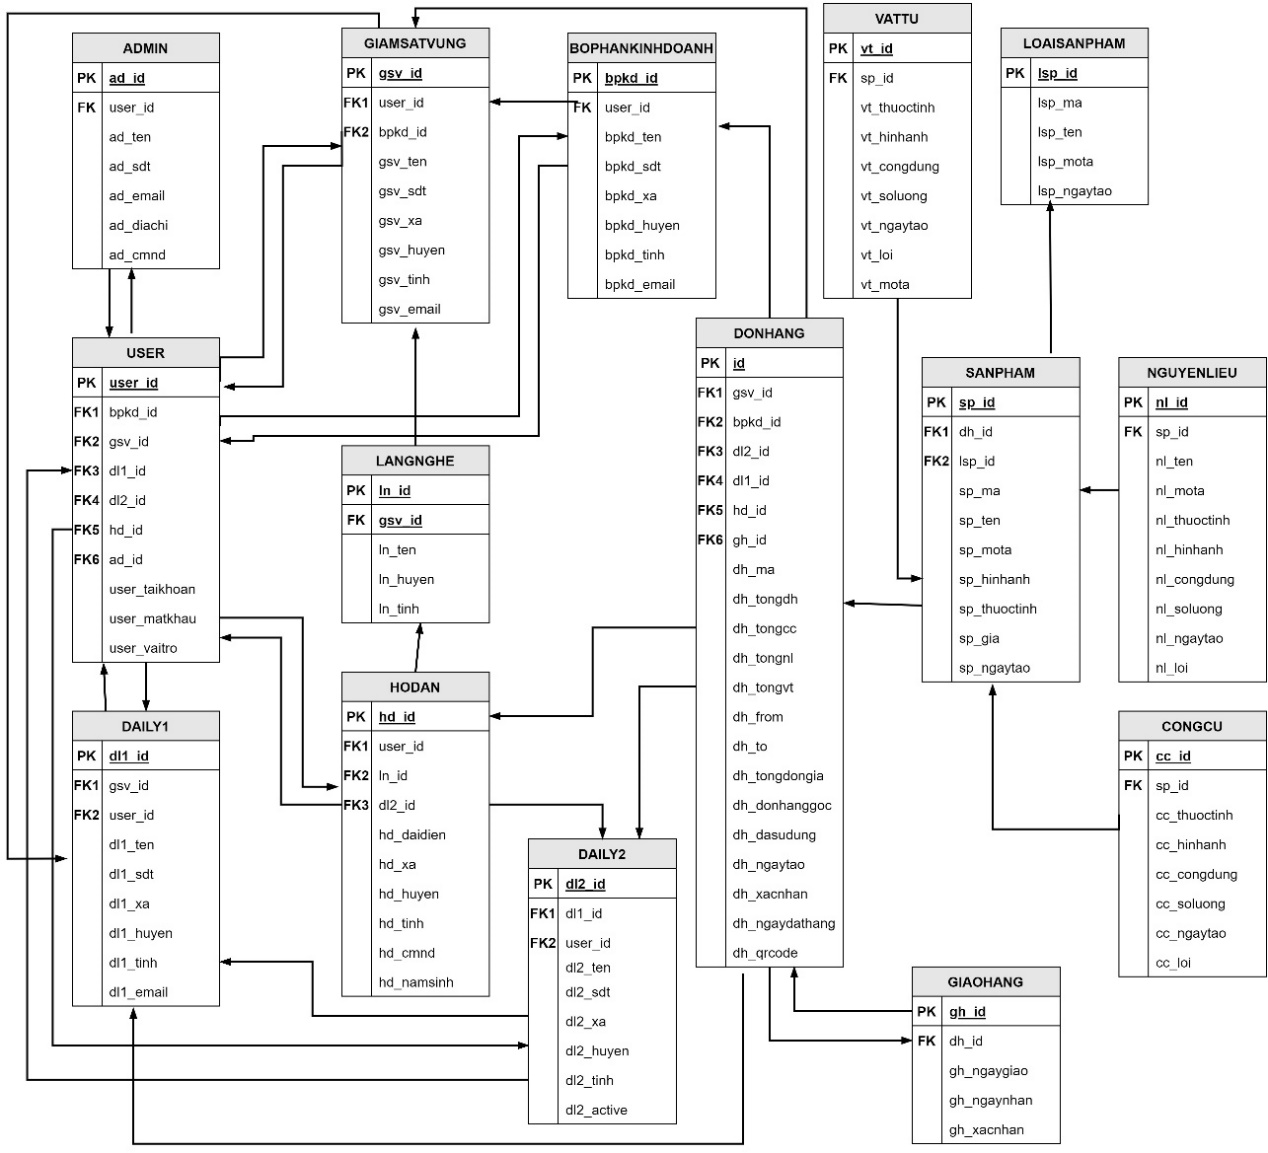 ADMIN
PK ad_id
FK user_id
ad_ten
ad_sdt
ad_email
ad_diachi
ad_cmnd
GIAMSATVUNG
PK gsv_id
FK1 user_id
FK2 bpkd_id
gsv_ten
gsv_sdt
gsv_xa
gsv_huyen
gsv_tinh
gsv_email
BOPHANKINHDOANH
PK bpkd_id
FK user_id
bpkd_ten
bpkd_sdt
bpkd_xa
bpkd_huyen
bpkd_tinh
bpkd_email
VATTU
PK vt_id
FK sp_id
vt_thuoctinh
vt_hinhanh
vt_congdung
vt_soluong
vt_ngaytao
vt_loi
vt_mota
LOAISANPHAM
PK lsp_id
lsp_ma
lsp_ten
lsp_mota
lsp_ngaytao
USER
PK user_id
FK1 bpkd_id
FK2 gsv_id
FK3 dl1_id
FK4 dl2_id
FK5 hd_id
FK6 ad_id
user_taikhoan
user_matkhau
user_vaitro
LANGNGHE
PK ln_id
FK gsv_id
ln_ten
ln_huyen
ln_tinh
DONHANG
PK id
FK1 gsv_id
FK2 bpkd_id
FK3 dl2_id
FK4 dl1_id
FK5 hd_id
FK6 gh_id
dh_ma
dh_tongdh
dh_tongcc
dh_tongnl
dh_tongvt
dh_from
dh_to
dh_tongdongia
dh_donhanggoc
dh_dasudung
dh_ngaytao
dh_xacnhan
dh_ngaydathang
dh_qrcode
SANPHAM
PK sp_id
FK1 dh_id
FK2 lsp_id
sp_ma
sp_ten
sp_mota
sp_hinhanh
sp_thuoctinh
sp_gia
sp_ngaytao
NGUYENLIEU
PK nl_id
FK sp_id
nl_ten
nl_mota
nl_thuoctinh
nl_hinhanh
nl_congdung
nl_soluong
nl_ngaytao
nl_loi
DAILY1
PK dl1_id
FK1 gsv_id
FK2 user_id
dl1_ten
dl1_sdt
dl1_xa
dl1_huyen
dl1_tinh
dl1_email
HODAN
PK hd_id
FK1 user_id
FK2 ln_id
FK3 dl2_id
hd_daidien
hd_xa
hd_huyen
hd_tinh
hd_cmnd
hd_namsinh
DAILY2
PK dl2_id
FK1 dl1_id
FK2 user_id
dl2_ten
dl2_sdt
dl2_xa
dl2_huyen
dl2_tinh
dl2_active
CONGCU
PK cc_id
FK sp_id
cc_thuoctinh
cc_hinhanh
cc_congdung
cc_soluong
cc_ngaytao
cc_loi
GIAOHANG
PK gh_id
FK dh_id
gh_ngaygiao
gh_ngaynhan
gh_xacnhan